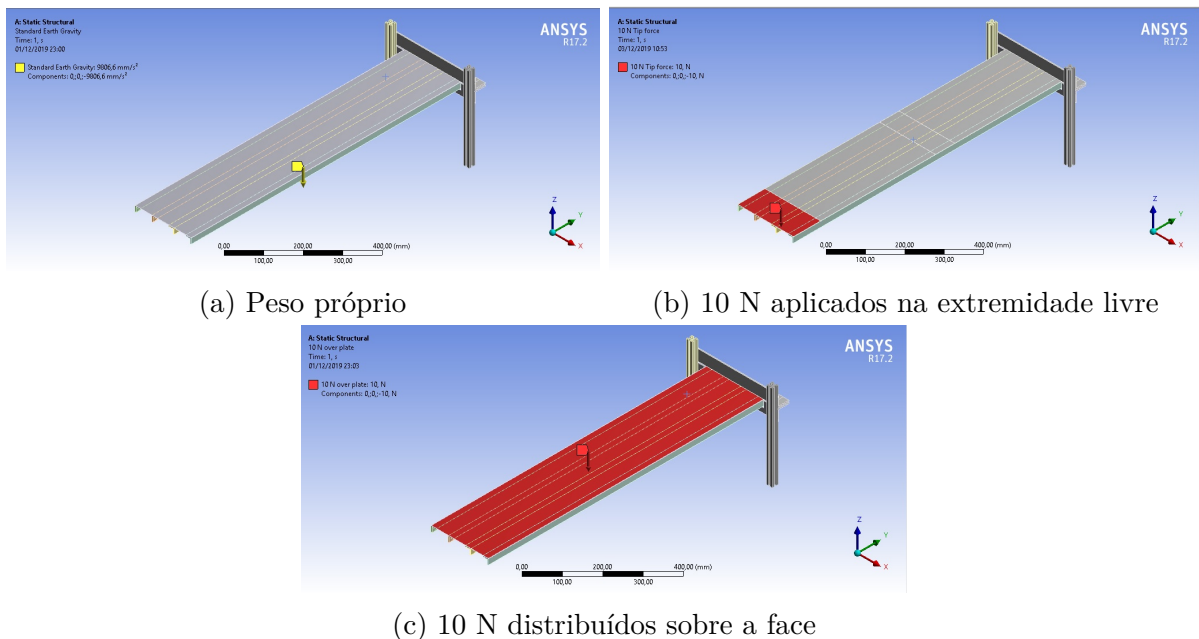 A: Static Structural
Standard Earth Gravity
Time: 1, s
01/12/2019 23:00
Standard Earth Gravity: 9806,6 mm/s²
Components: 0,;0,;-9806,6 mm/s²
ANSYS
R17.2
Z
Y
X
0,00 200,00 400,00 (mm)
100,00 300,00
(a) Peso próprio
A: Static Structural
10 N Tip force
Time: 1, s
03/12/2019 10:53
10 N Tip force: 10, N
Components: 0,;0,;-10, N
ANSYS
R17.2
Z
Y
X
0,00 200,00 400,00 (mm)
100,00 300,00
(b) 10 N aplicados na extremidade livre
A: Static Structural
10 N over plate
Time: 1, s
01/12/2019 23:03
10 N over plate: 10, N
Components: 0,;0,;-10, N
ANSYS
R17.2
Z
Y
X
0,00 200,00 400,00 (mm)
100,00 300,00
(c) 10 N distribuídos sobre a face